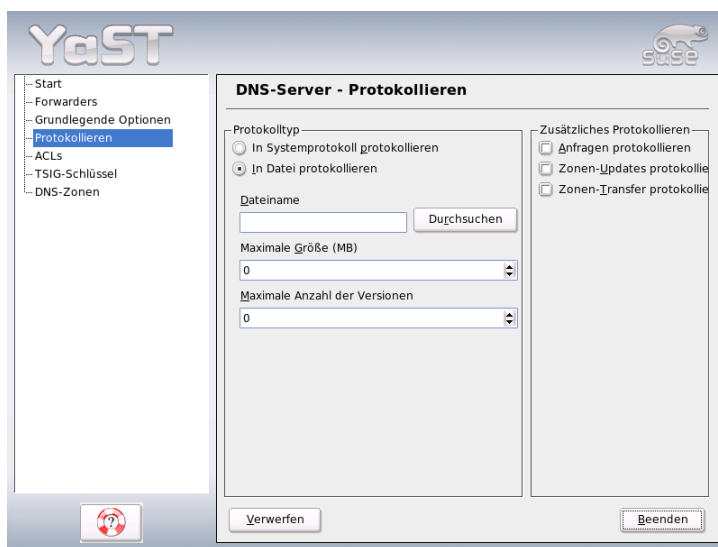 YaST
suse
Start
Forwarders
Grundlegende Optionen
Protokollieren
ACLs
TSIG-Schlüssel
DNS-Zonen
DNS-Server - Protokollieren
Protokolltyp
In Systemprotokoll protokollieren
In Datei protokollieren
Dateiname
Durchsuchen
Maximale Größe (MB)
0
Maximale Anzahl der Versionen
0
Zusätzliches Protokollieren
Anfragen protokollieren
Zonen-Updates protokollie
Zonen-Transfer protokollie
?
Verwerfen
Beenden